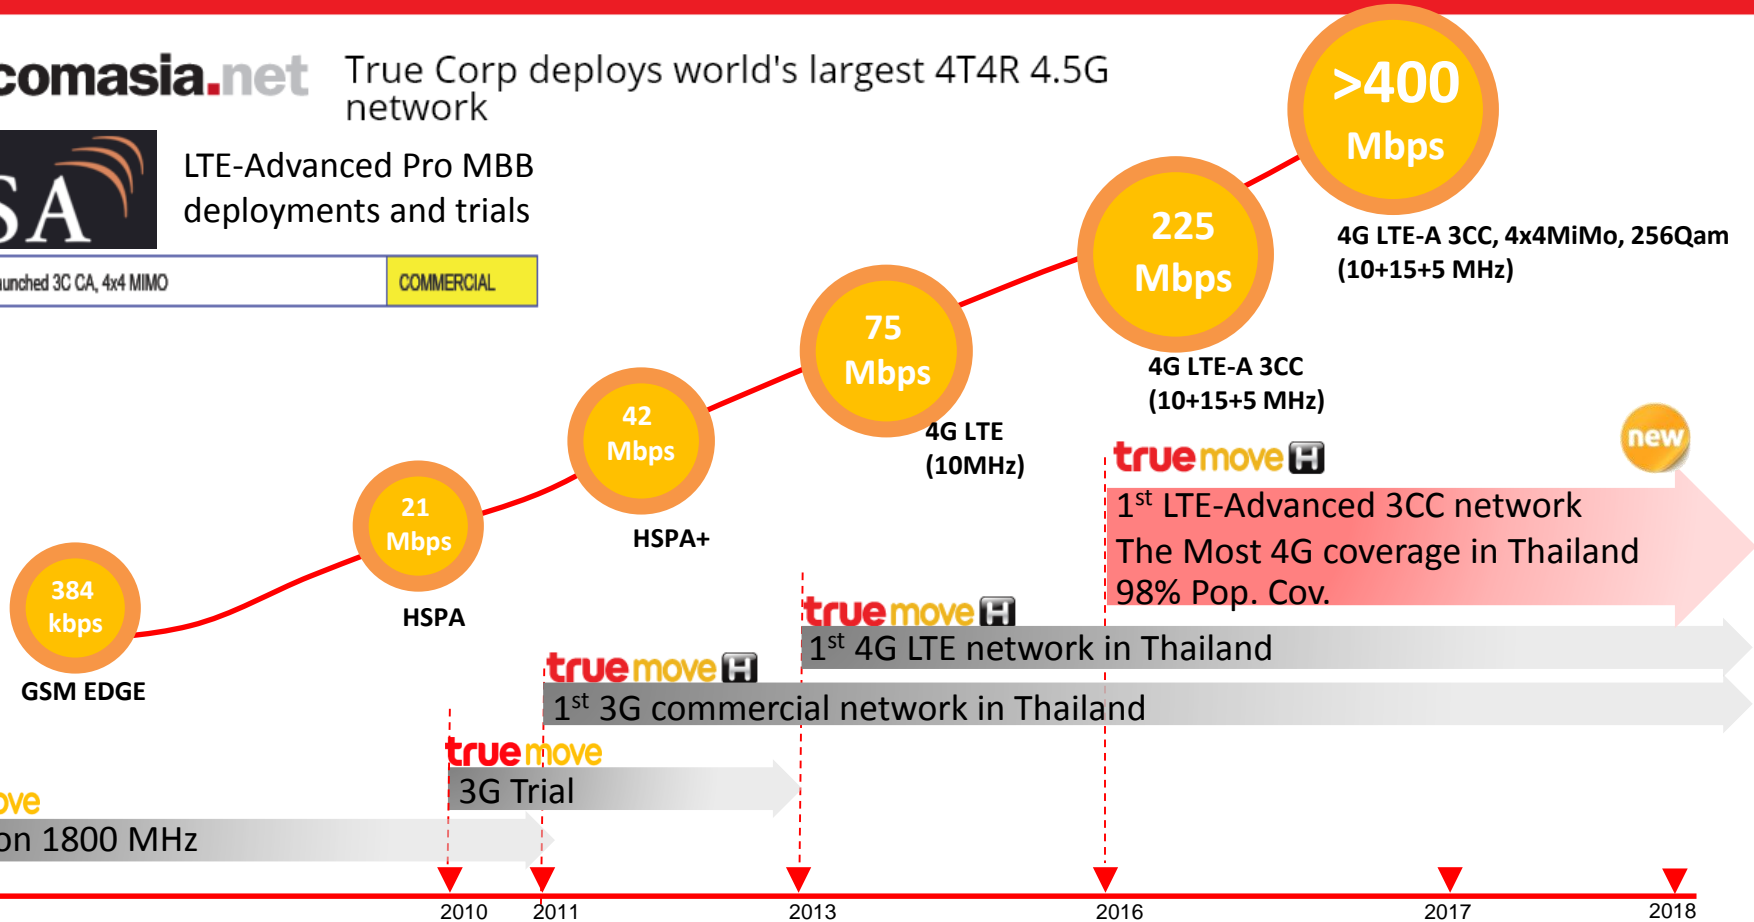 comasia.net
True Corp deploys world's largest 4T4R 4.5G
network
SA
LTE-Advanced Pro MBB
deployments and trials
unched 3C CA, 4x4 MIMO
COMMERCIAL
>400
Mbps
4G LTE-A 3CC, 4x4MiMo, 256Qam
(10+15+5 MHz)
225
Mbps
4G LTE-A 3CC
(10+15+5 MHz)
75
Mbps
4G LTE
(10MHz)
42
Mbps
HSPA+
21
Mbps
HSPA
384
kbps
GSM EDGE
new
truemove H
1st LTE-Advanced 3CC network
The Most 4G coverage in Thailand
98% Pop. Cov.
truemove H
1st 4G LTE network in Thailand
truemove H
1st 3G commercial network in Thailand
truemove
3G Trial
ove
on 1800 MHz
2010 2011 2013 2016 2017 2018